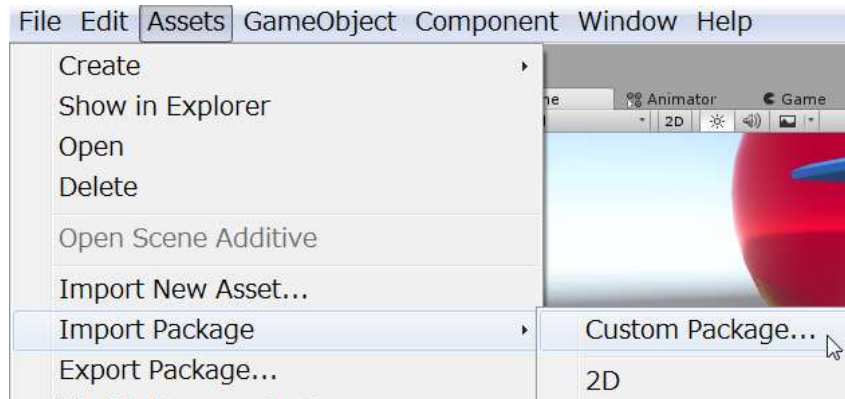 File Edit Assets GameObject Component Window Help
Create
Show in Explorer
Animator Game
2D
Open
Delete
Open Scene Additive
Import New Asset...
Import Package
Custom Package...
Export Package...
2D